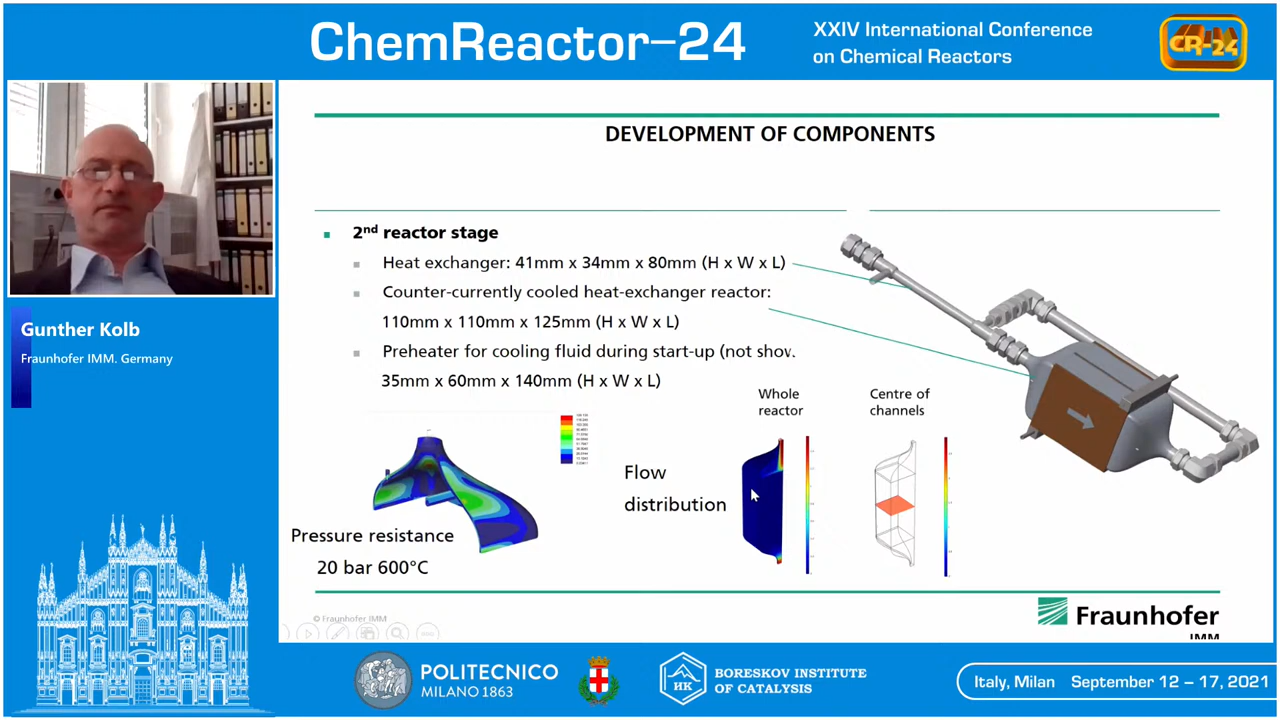 ChemReactor–24
XXIV International Conference
on Chemical Reactors
CR-24
DEVELOPMENT OF COMPONENTS
2nd reactor stage
Heat exchanger: 41mm x 34mm x 80mm (H x W x L)
Counter-currently cooled heat-exchanger reactor:
110mm x 110mm x 125mm (H x W x L)
Preheater for cooling fluid during start-up (not show
35mm x 60mm x 140mm (H x W x L)
Whole
reactor
Centre of
channels
Flow
distribution
Pressure resistance
20 bar 600°C
© Fraunhofer IMM
Fraunhofer
IMM
Gunther Kolb
Fraunhofer IMM. Germany
POLITECNICO
MILANO 1863
НК
BORESKOV INSTITUTE
OF CATALYSIS
Italy, Milan September 12 – 17, 2021